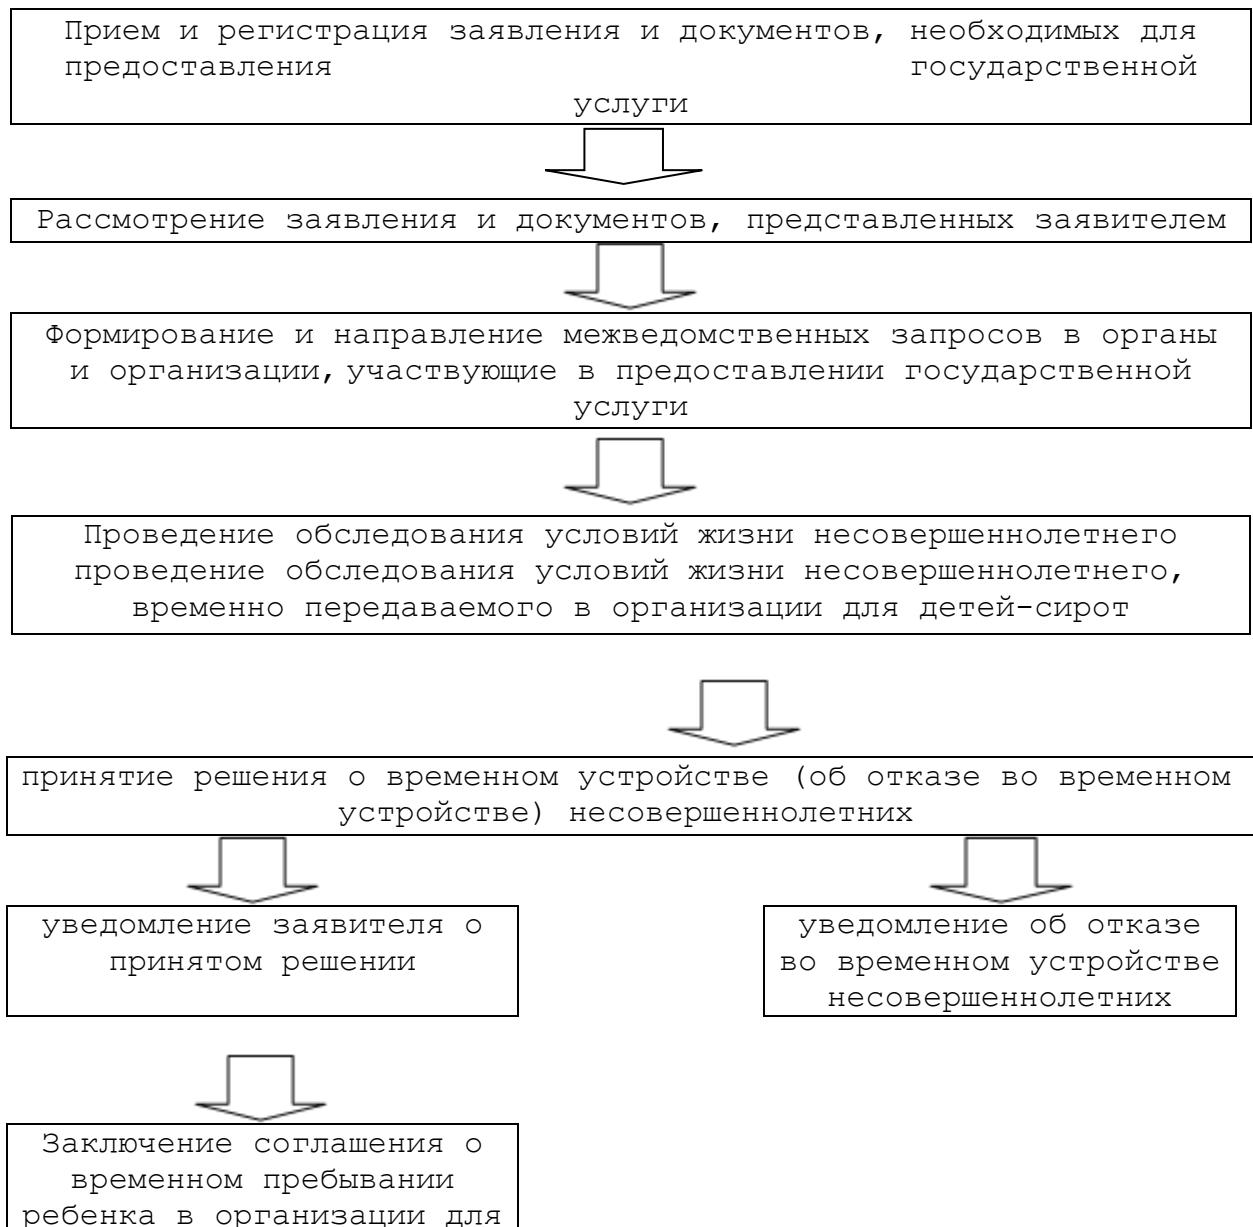 Прием и регистрация заявления и документов, необходимых для
предоставления государственной
услуги
Рассмотрение заявления и документов, представленных заявителем
Формирование и направление межведомственных запросов в органы
и организации, участвующие в предоставлении государственной
услуги
Проведение обследования условий жизни несовершеннолетнего
проведение обследования условий жизни несовершеннолетнего,
временно передаваемого в организации для детей-сирот
принятие решения о временном устройстве (об отказе во временном
устройстве) несовершеннолетних
уведомление заявителя о
принятом решении
уведомление об отказе
во временном устройстве
несовершеннолетних
Заключение соглашения о
временном пребывании
ребенка в организации для